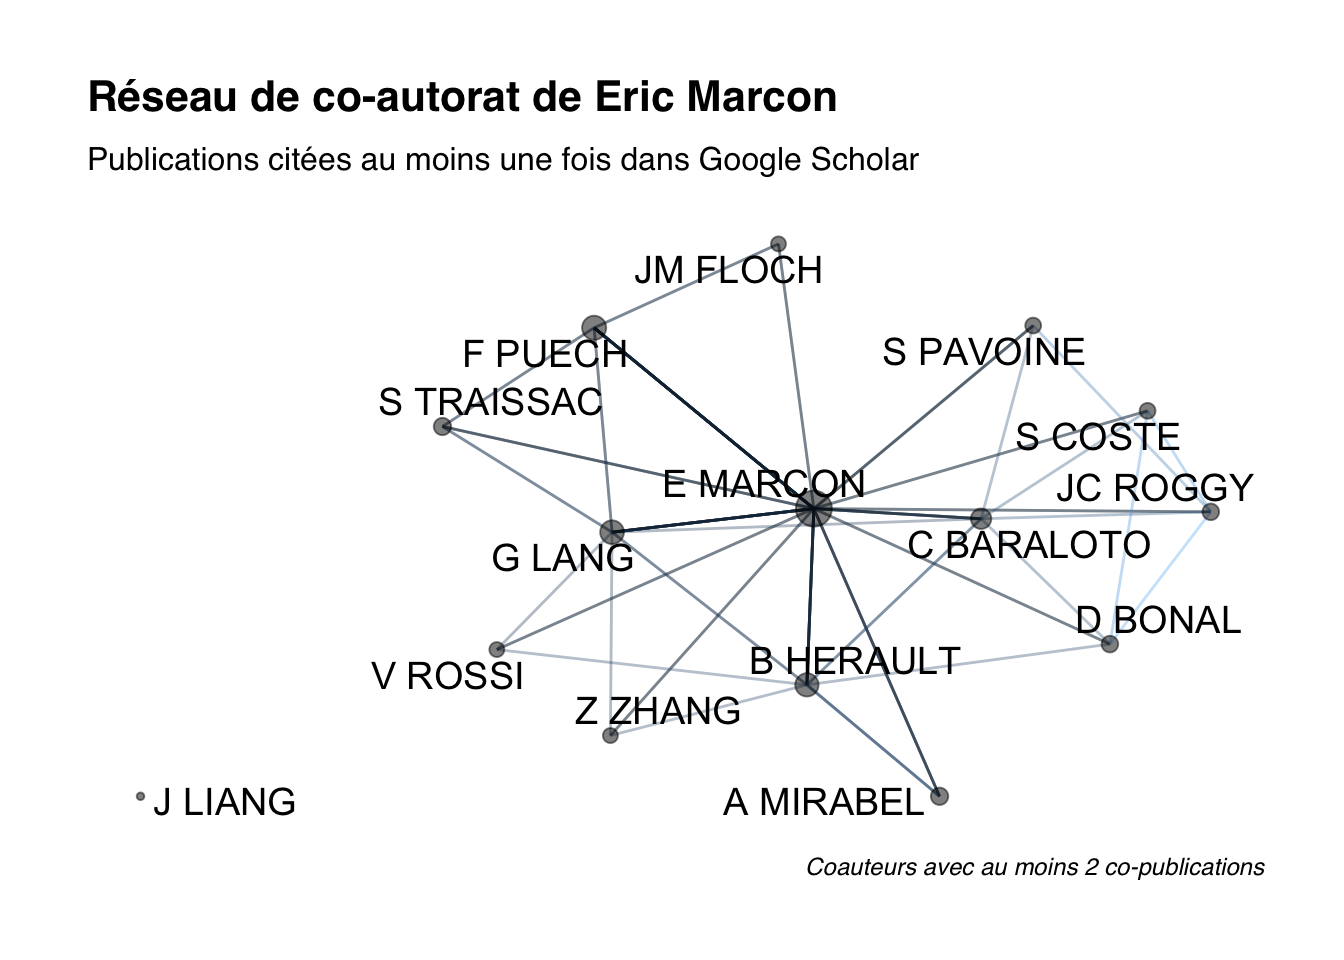 Réseau de co-autorat de Eric Marcon
Publications citées au moins une fois dans Google Scholar
JM FLOCH
F PUECH
S PAVOINE
S TRAISSAC
S COSTE
E MARCON
JC ROGGY
G LANG
C BARALOTO
D BONAL
V ROSSI
B HERAULT
Z ZHANG
J LIANG
A MIRABEL
Coauteurs avec au moins 2 co-publications